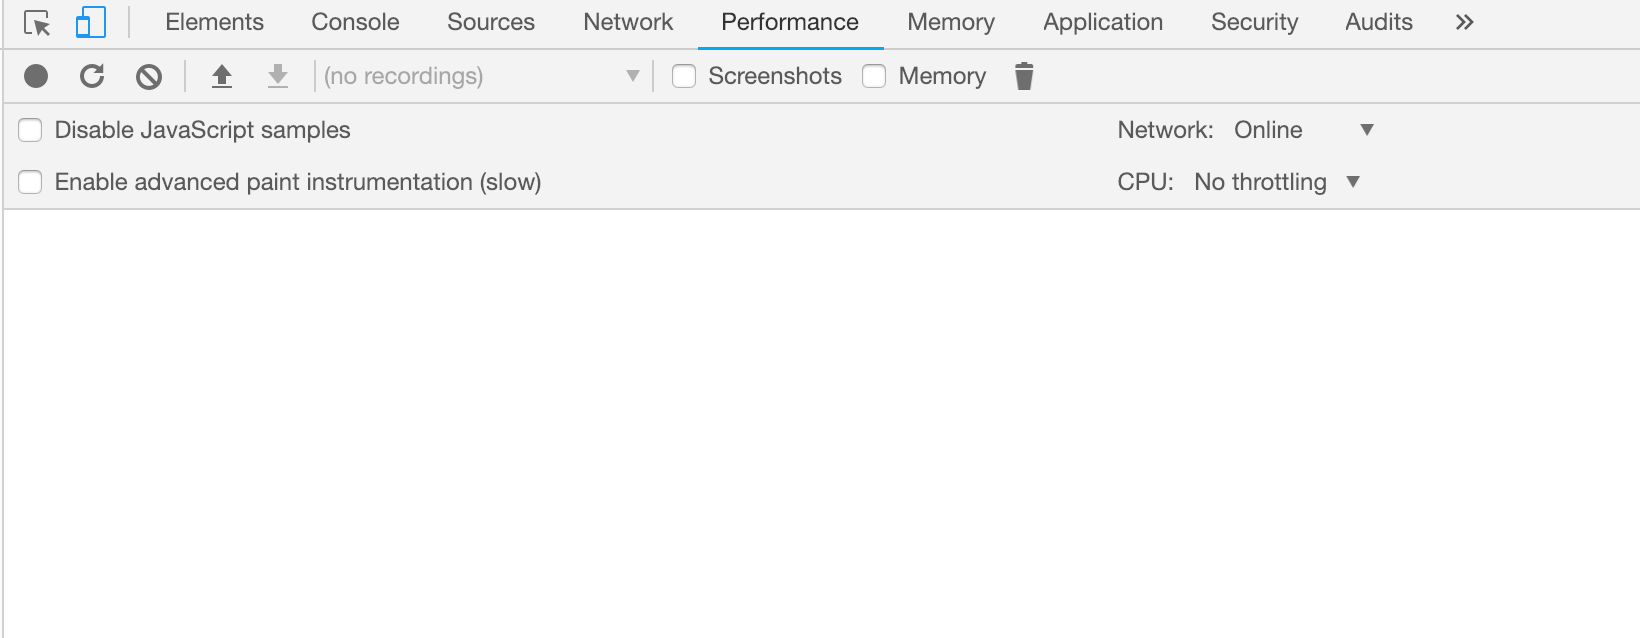 Elements Console Sources Network Performance Memory Application Security Audits
(no recordings) Screenshots Memory
Disable JavaScript samples Network: Online
Enable advanced paint instrumentation (slow) CPU: No throttling